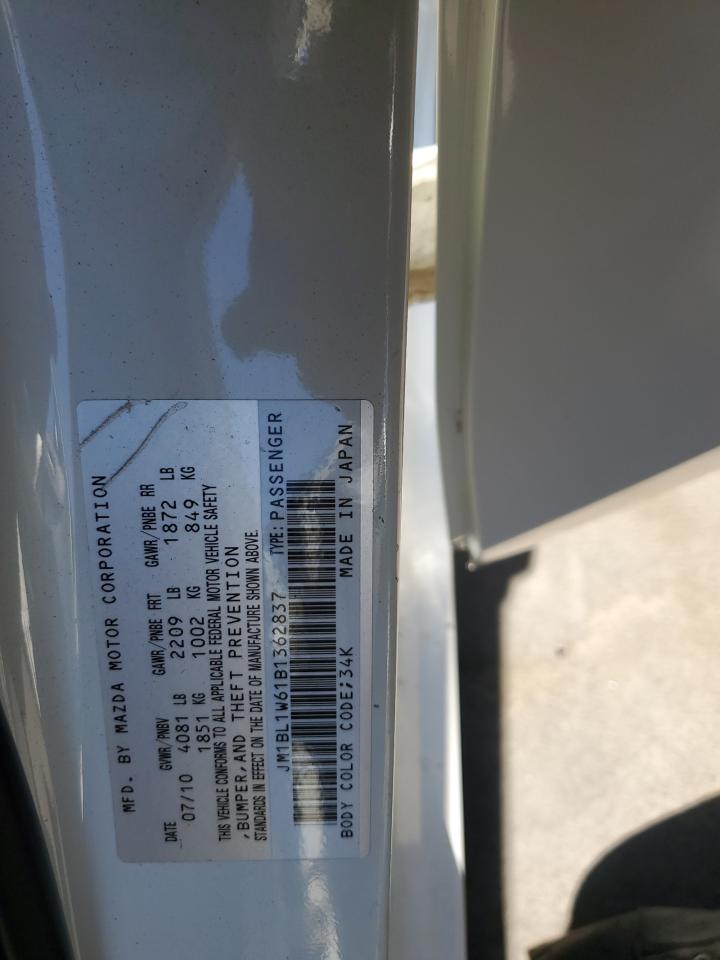 MFD. BY MAZDA MOTOR CORPORATION
DATE GVWR/PNBV GAWR/PNBE FRT GAWR/PNBE RR
07/10 4081 LB 2209 LB 1872 LB
1851 KG 1002 KG 849 KG
THIS VEHICLE CONFORMS TO ALL APPLICABLE FEDERAL MOTOR VEHICLE SAFETY
, BUMPER, AND THEFT PREVENTION
STANDARDS IN EFFECT ON THE DATE OF MANUFACTURE SHOWN ABOVE.
JM1BL1W61B1362837 TYPE: PASSENGER
BODY COLOR CODE;34K MADE IN JAPAN